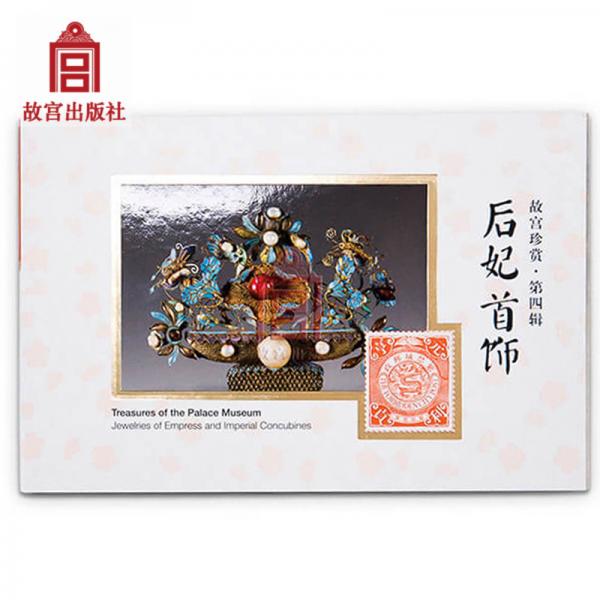 故宫出版社
故宫珍赏·第四辑
后妃首饰
Treasures of the Palace Museum
Jewelries of Empress and Imperial Concubines